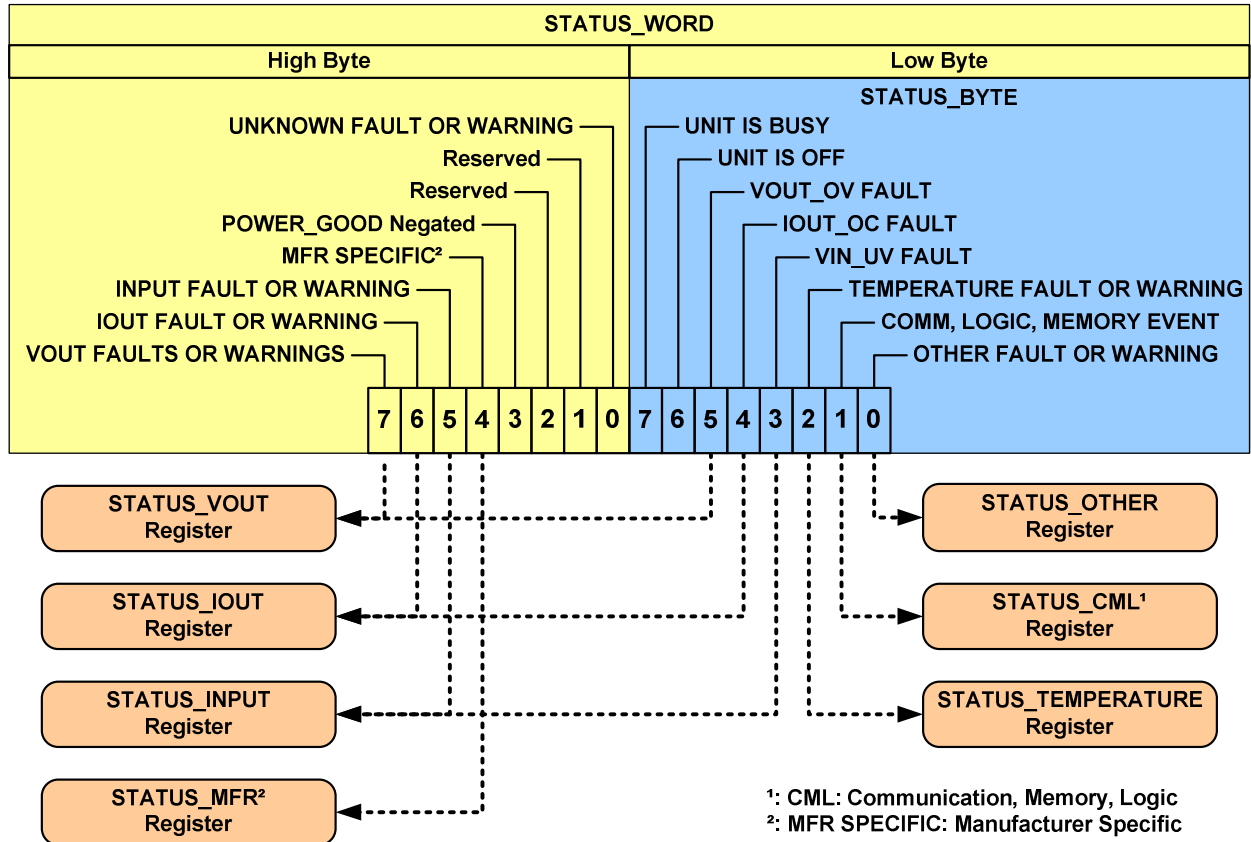 STATUS_WORD
High Byte
Low Byte
STATUS_BYTE
UNKNOWN FAULT OR WARNING
Reserved
Reserved
POWER_GOOD Negated
MFR SPECIFIC²
INPUT FAULT OR WARNING
IOUT FAULT OR WARNING
VOUT FAULTS OR WARNINGS
UNIT IS BUSY
UNIT IS OFF
VOUT_OV FAULT
IOUT_OC FAULT
VIN_UV FAULT
TEMPERATURE FAULT OR WARNING
COMM, LOGIC, MEMORY EVENT
OTHER FAULT OR WARNING
7 6 5 4 3 2 1 0 7 6 5 4 3 2 1 0
STATUS_VOUT
Register
STATUS_IOUT
Register
STATUS_INPUT
Register
STATUS_MFR²
Register
STATUS_OTHER
Register
STATUS_CML¹
Register
STATUS_TEMPERATURE
Register
¹: CML: Communication, Memory, Logic
²: MFR SPECIFIC: Manufacturer Specific